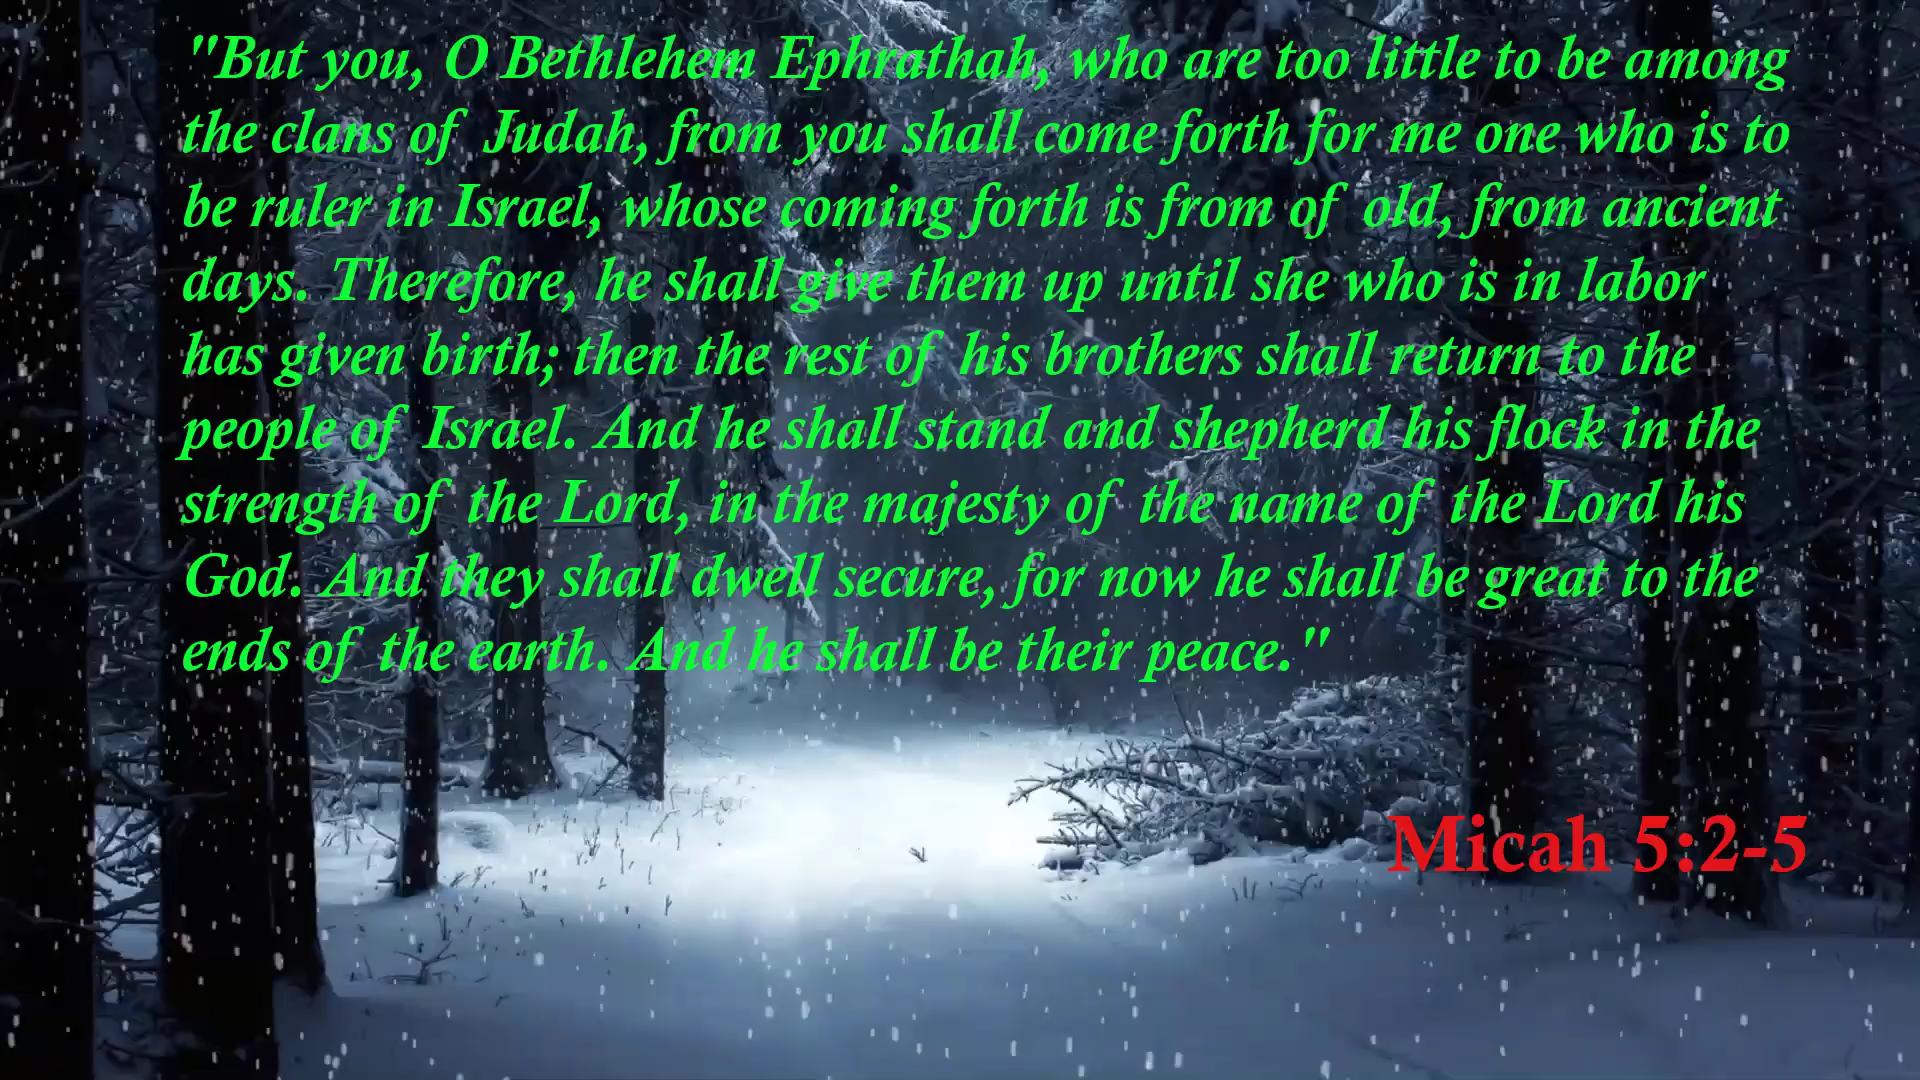 "But you, O Bethlehem Ephrathah, who are too little to be among
the clans of Judah, from you shall come forth for me one who is to
be ruler in Israel, whose coming forth is from of old, from ancient
days. Therefore, he shall give them up until she who is in labor
has given birth; then the rest of his brothers shall return to the
people of Israel. And he shall stand and shepherd his flock in the
strength of the Lord, in the majesty of the name of the Lord his
God. And they shall dwell secure, for now he shall be great to the
ends of the earth. And he shall be their peace."
Micah 5:2-5